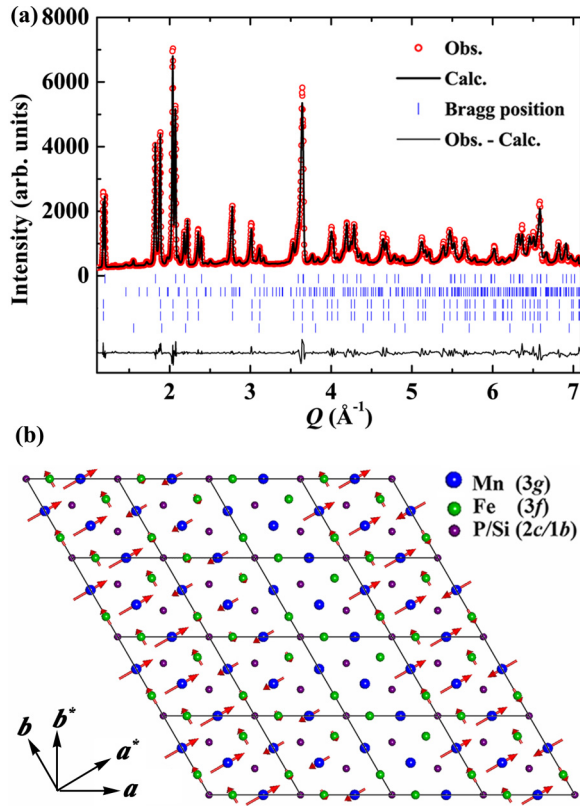 (a)
8000
6000
4000
2000
0
Intensity (arb. units)
Obs.
Calc.
Bragg position
Obs. - Calc.
2 3 4 5 6 7
Q (Å⁻¹)
(b)
Mn (3g)
Fe (3f)
P/Si (2c/1b)
b b* a* a